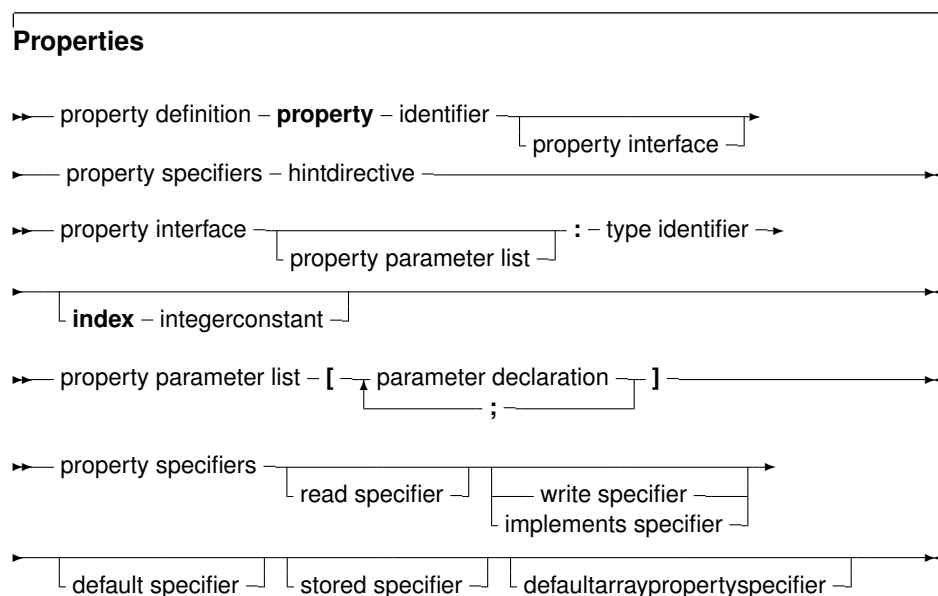 Properties
property definition – property – identifier
property interface
property specifiers – hintdirective
property interface : – type identifier
property parameter list
index – integerconstant
property parameter list – [ parameter declaration ]
;
property specifiers
read specifier write specifier
implements specifier
default specifier stored specifier defaultarraypropertyspecifier